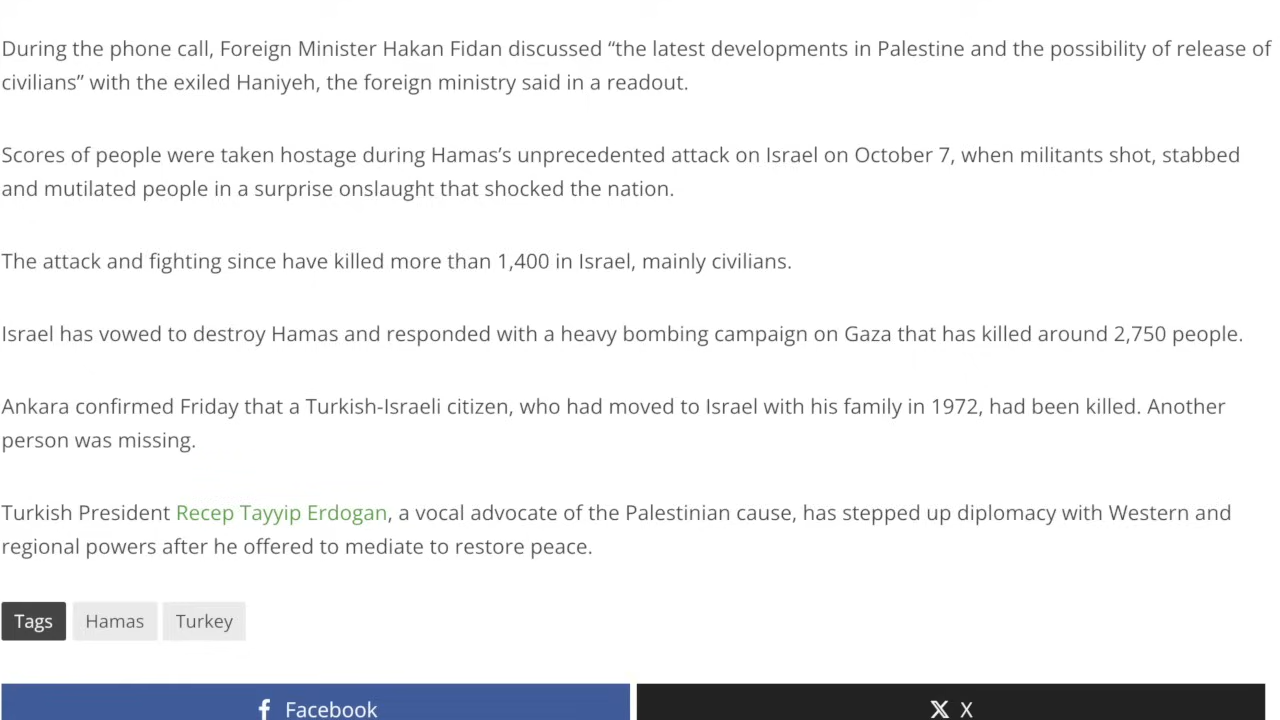 During the phone call, Foreign Minister Hakan Fidan discussed “the latest developments in Palestine and the possibility of release of
civilians” with the exiled Haniyeh, the foreign ministry said in a readout.
Scores of people were taken hostage during Hamas’s unprecedented attack on Israel on October 7, when militants shot, stabbed
and mutilated people in a surprise onslaught that shocked the nation.
The attack and fighting since have killed more than 1,400 in Israel, mainly civilians.
Israel has vowed to destroy Hamas and responded with a heavy bombing campaign on Gaza that has killed around 2,750 people.
Ankara confirmed Friday that a Turkish-Israeli citizen, who had moved to Israel with his family in 1972, had been killed. Another
person was missing.
Turkish President Recep Tayyip Erdogan, a vocal advocate of the Palestinian cause, has stepped up diplomacy with Western and
regional powers after he offered to mediate to restore peace.
Tags Hamas Turkey
Facebook X